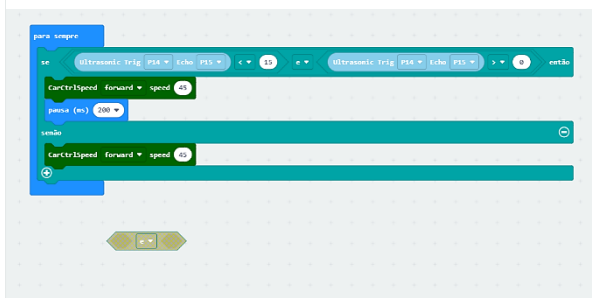 para sempre
se Ultrasonic Trig P14 Echo P15 < 15 e Ultrasonic Trig P14 Echo P15 > 0 então
CarCtrlSpeed forward speed 45
pausa (ms) 200
senão
CarCtrlSpeed forward speed 45
e